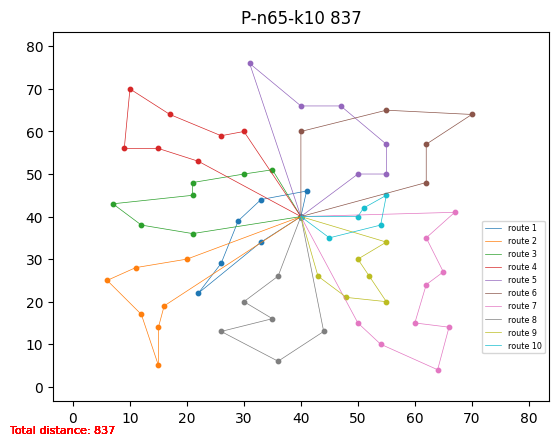 P-n65-k10 837
80
70
60
50
40
30
20
10
0
0 10 20 30 40 50 60 70 80
route 1
route 2
route 3
route 4
route 5
route 6
route 7
route 8
route 9
route 10
Total distance: 837